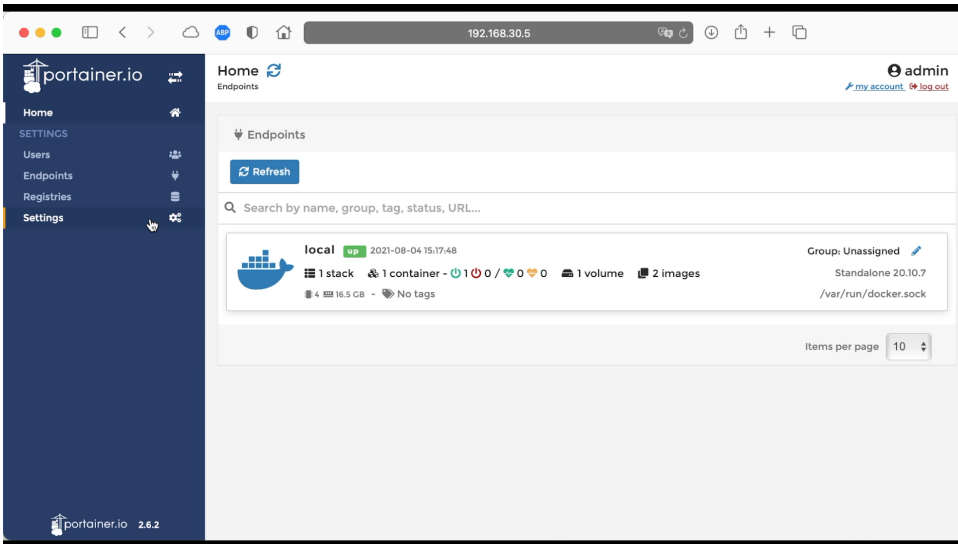 ABP
192.168.30.5
portainer.io
Home
Endpoints
admin
my account log out
Home
SETTINGS
Users
Endpoints
Registries
Settings
Endpoints
Refresh
Search by name, group, tag, status, URL...
local up 2021-08-04 15:17:48
Group: Unassigned
1 stack 1 container - 1 0 / 0 0 1 volume 2 images
Standalone 20.10.7
4 16.5 GB - No tags
/var/run/docker.sock
Items per page 10
portainer.io 2.6.2